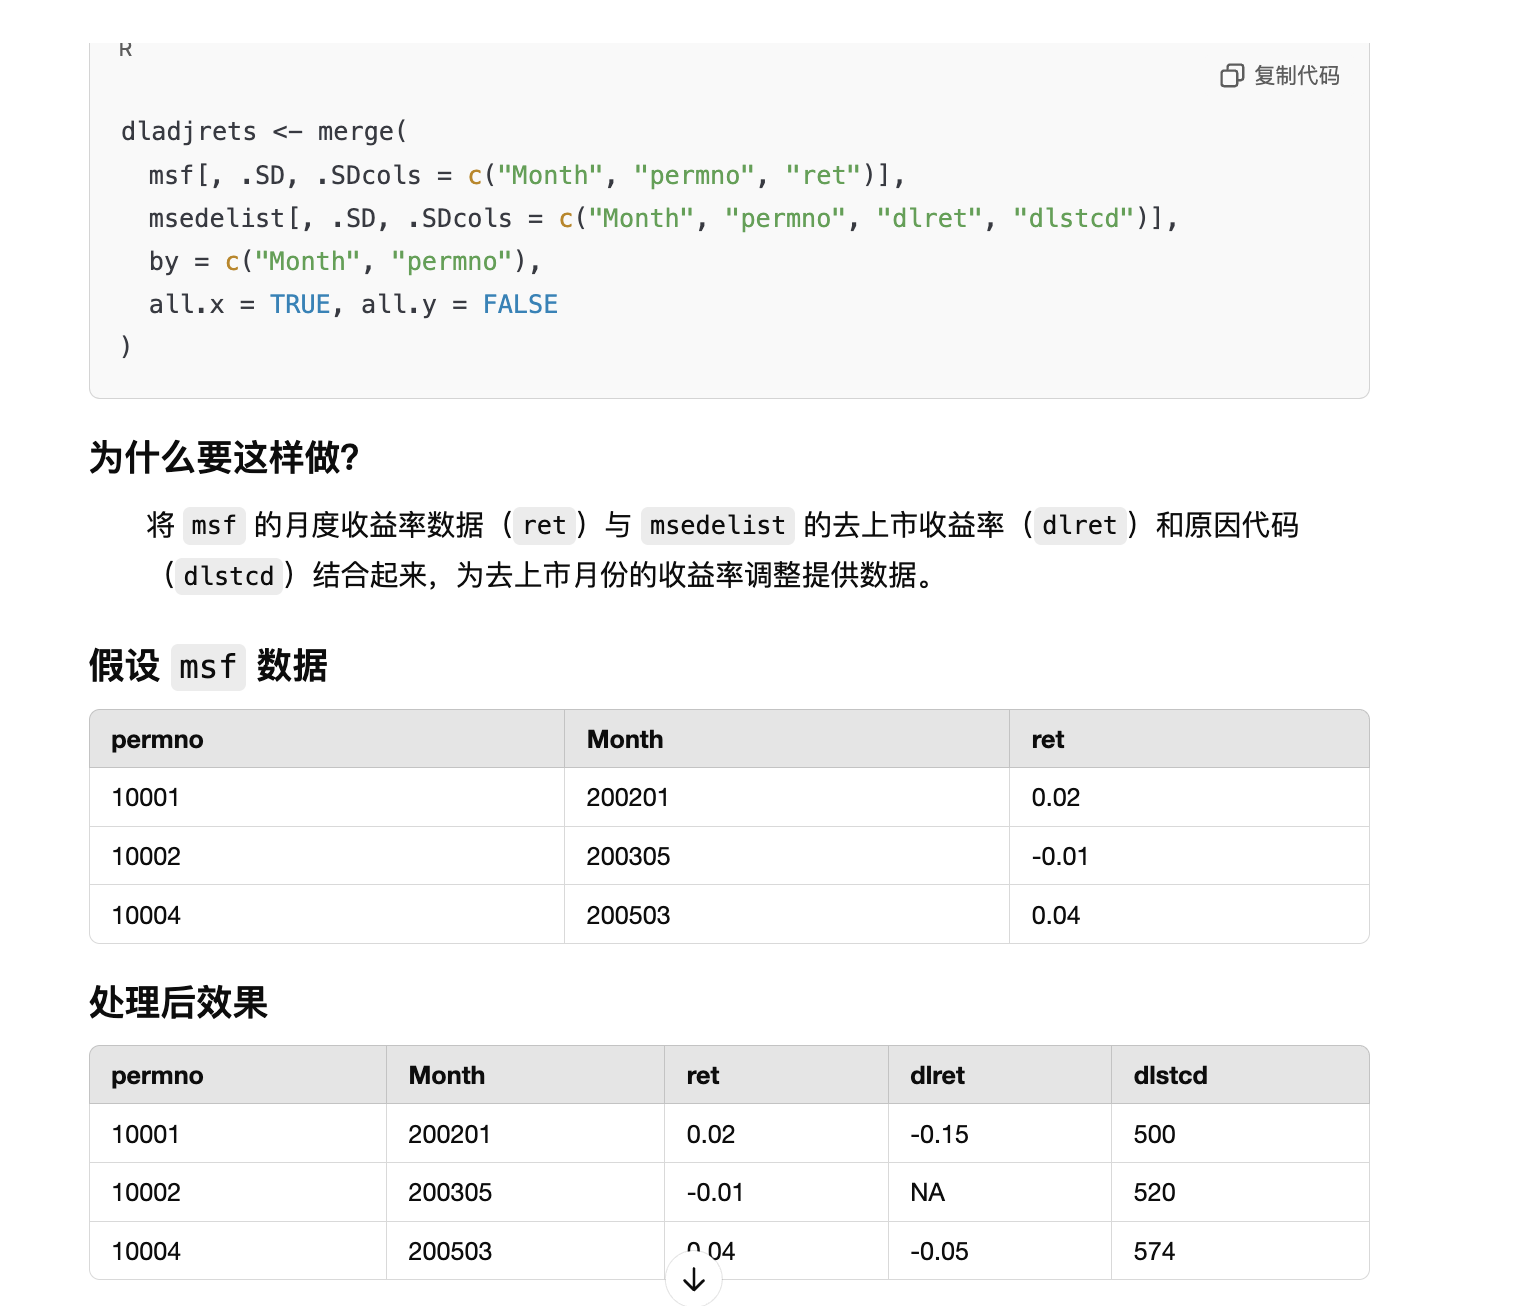 R
复制代码
dladjrets <- merge(
  msf[, .SD, .SDcols = c("Month", "permno", "ret")],
  msedelist[, .SD, .SDcols = c("Month", "permno", "dlret", "dlstcd")],
  by = c("Month", "permno"),
  all.x = TRUE, all.y = FALSE
)
为什么要这样做?
将 msf 的月度收益率数据（ret）与 msedelist 的去上市收益率（dlret）和原因代码
（dlstcd）结合起来，为去上市月份的收益率调整提供数据。
假设 msf 数据
permno Month ret
10001 200201 0.02
10002 200305 -0.01
10004 200503 0.04
处理后效果
permno Month ret dlret dlstcd
10001 200201 0.02 -0.15 500
10002 200305 -0.01 NA 520
10004 200503 0.04 -0.05 574